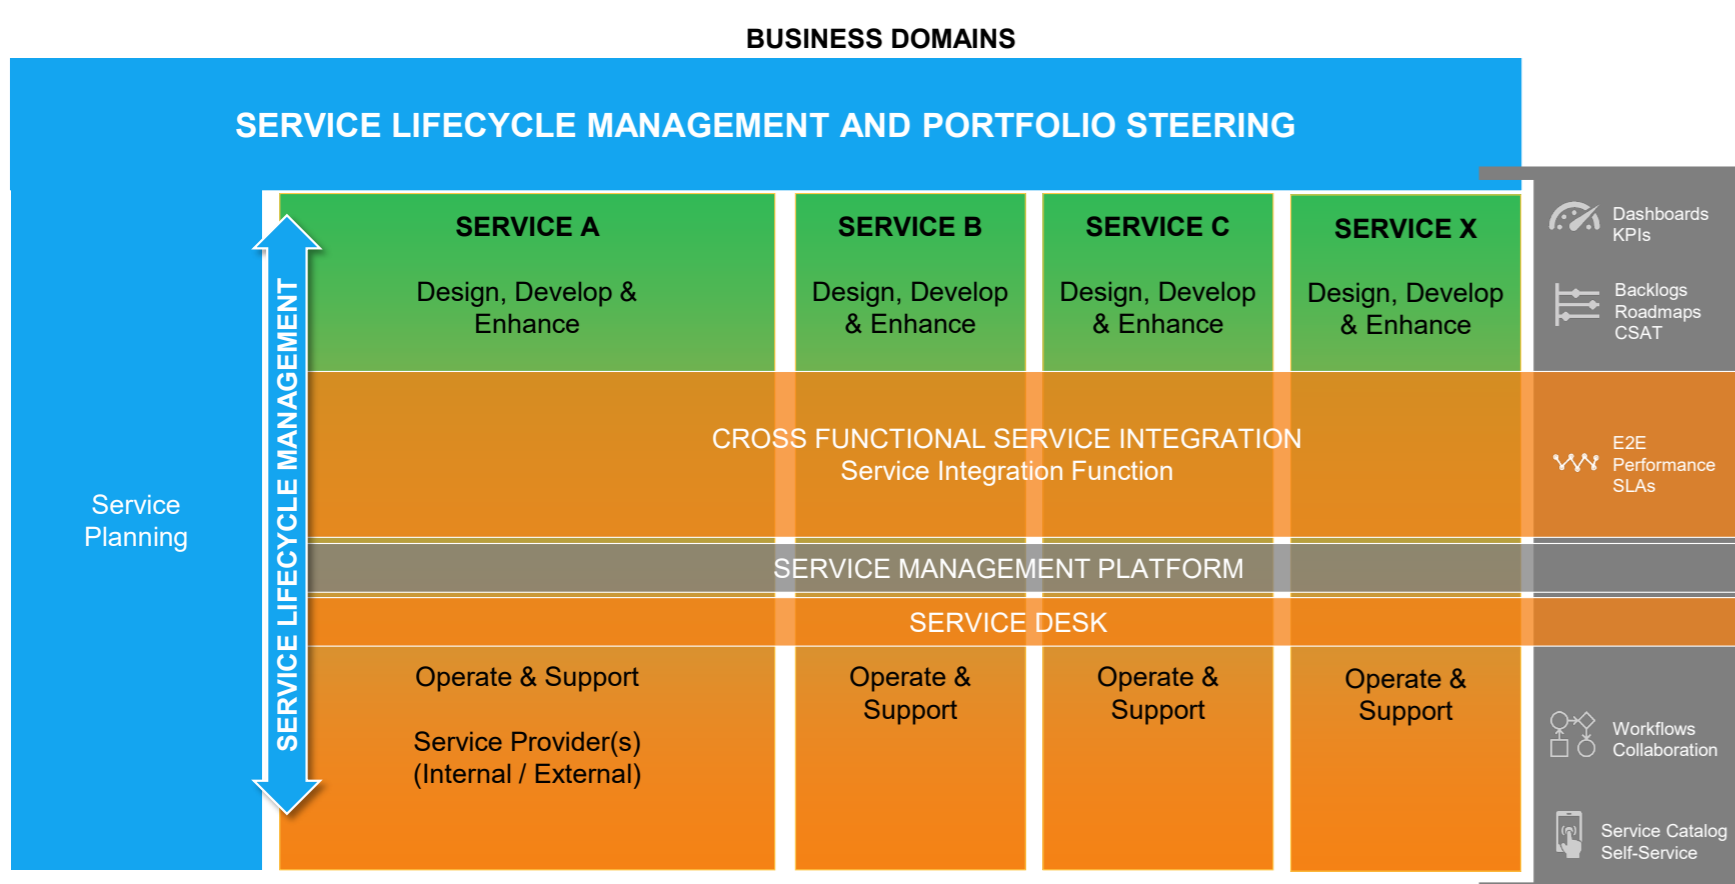 BUSINESS DOMAINS
SERVICE LIFECYCLE MANAGEMENT AND PORTFOLIO STEERING
Service
Planning
SERVICE LIFECYCLE MANAGEMENT
SERVICE A
Design, Develop &
Enhance
SERVICE B
Design, Develop
& Enhance
SERVICE C
Design, Develop
& Enhance
SERVICE X
Design, Develop
& Enhance
CROSS FUNCTIONAL SERVICE INTEGRATION
Service Integration Function
SERVICE MANAGEMENT PLATFORM
SERVICE DESK
Operate & Support
Service Provider(s)
(Internal / External)
Operate &
Support
Operate &
Support
Operate &
Support
Dashboards
KPIs
Backlogs
Roadmaps
CSAT
E2E
Performance
SLAs
Workflows
Collaboration
Service Catalog
Self-Service